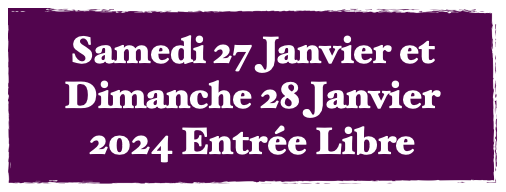 Samedi 27 Janvier et
Dimanche 28 Janvier
2024 Entrée Libre